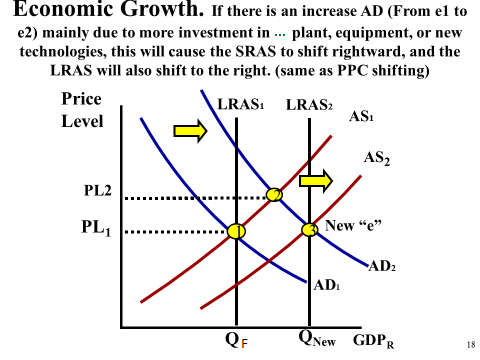 Economic Growth. If there is an increase AD (From e1 to
e2) mainly due to more investment in ... plant, equipment, or new
technologies, this will cause the SRAS to shift rightward, and the
LRAS will also shift to the right. (same as PPC shifting)
Price
Level
LRAS1
LRAS2
AS1
AS2
PL2
2
PL1
1
3
New “e”
AD2
AD1
QF
QNew
GDPR
18